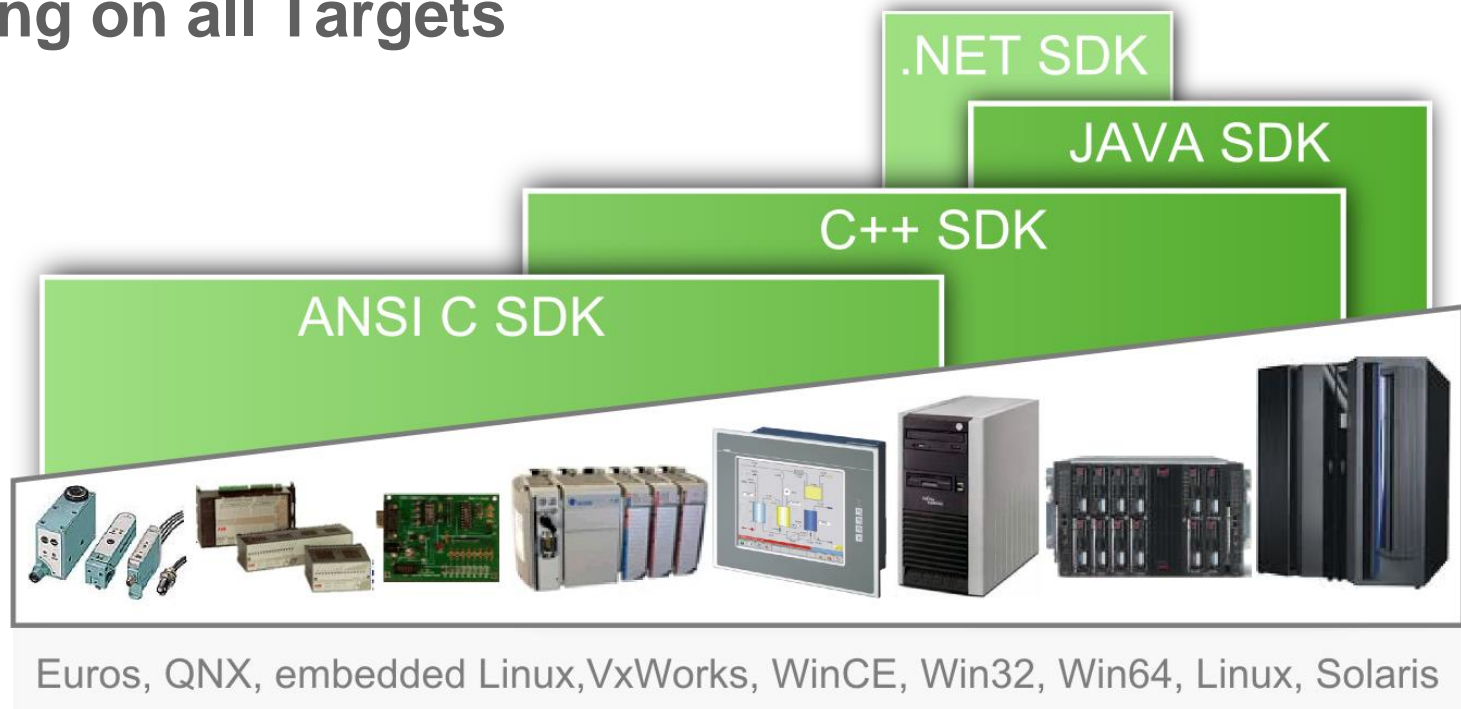 ng on all Targets
.NET SDK
JAVA SDK
C++ SDK
ANSI C SDK
Euros, QNX, embedded Linux,VxWorks, WinCE, Win32, Win64, Linux, Solaris